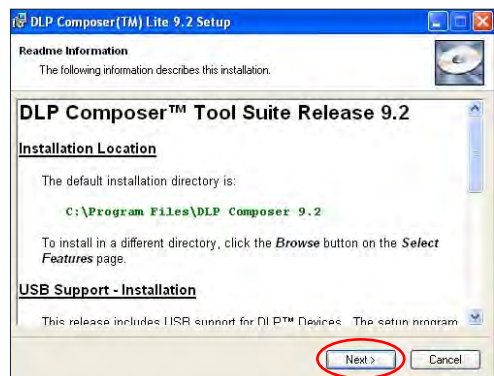 DLP Composer(TM) Lite 9.2 Setup
Readme Information
The following information describes this installation.
DLP Composer™ Tool Suite Release 9.2
Installation Location
The default installation directory is:
C:\Program Files\DLP Composer 9.2
To install in a different directory, click the Browse button on the Select
Features page.
USB Support - Installation
This release includes USB support for DLP™ Devices. The setup program
Next >
Cancel